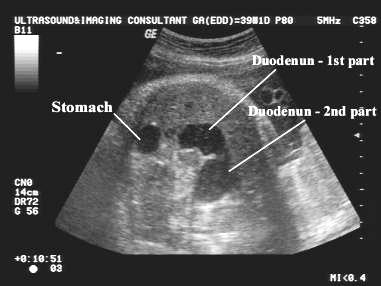 ULTRASOUND&IMAGING CONSULTANT GA(EDD)=39W1D P80 5MHz C358
B11
GE
Duodenun - 1st part
Stomach
Duodenun - 2nd part
CN0
14cm
DR72
G 56
+0:10:51
03
MI<0.4